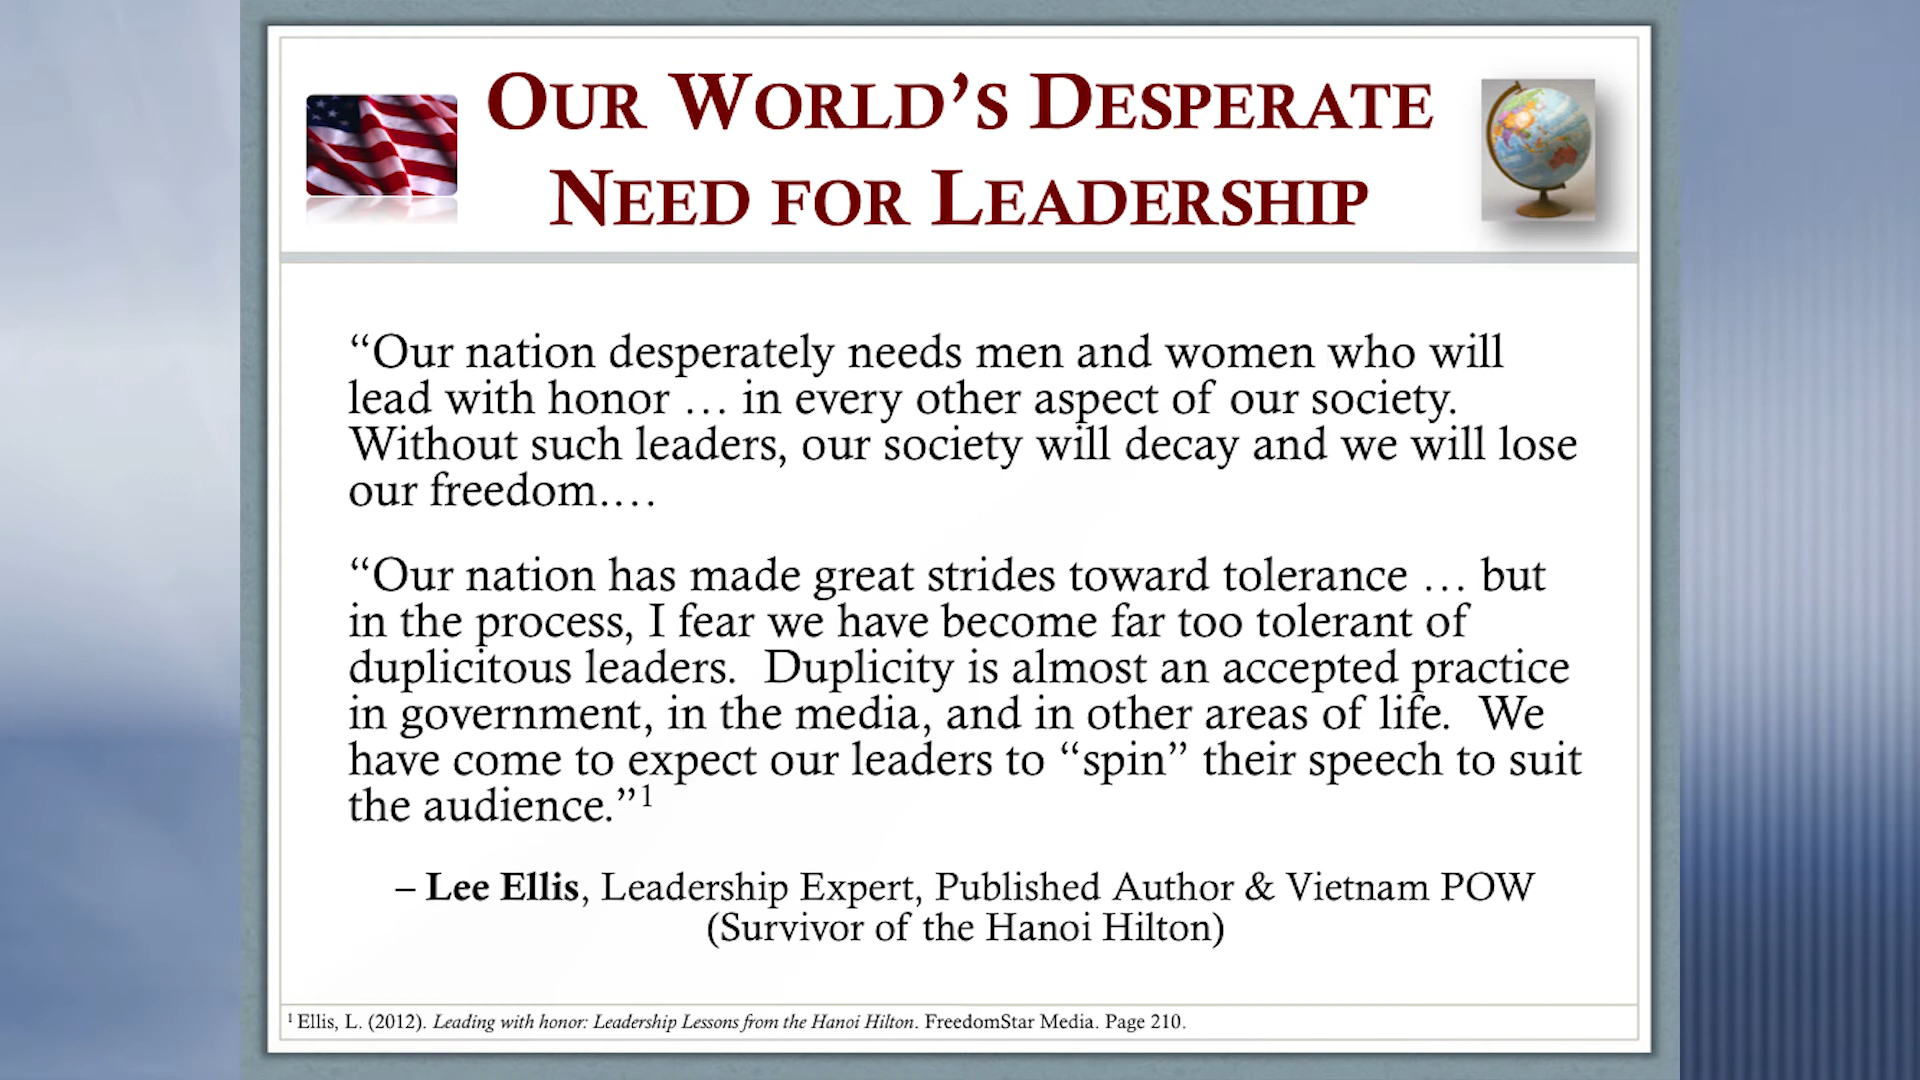 OUR WORLD’S DESPERATE
NEED FOR LEADERSHIP
“Our nation desperately needs men and women who will
lead with honor … in every other aspect of our society.
Without such leaders, our society will decay and we will lose
our freedom.…
“Our nation has made great strides toward tolerance … but
in the process, I fear we have become far too tolerant of
duplicitous leaders.  Duplicity is almost an accepted practice
in government, in the media, and in other areas of life.  We
have come to expect our leaders to “spin” their speech to suit
the audience.”1
– Lee Ellis, Leadership Expert, Published Author & Vietnam POW
(Survivor of the Hanoi Hilton)
1 Ellis, L. (2012). Leading with honor: Leadership Lessons from the Hanoi Hilton. FreedomStar Media. Page 210.